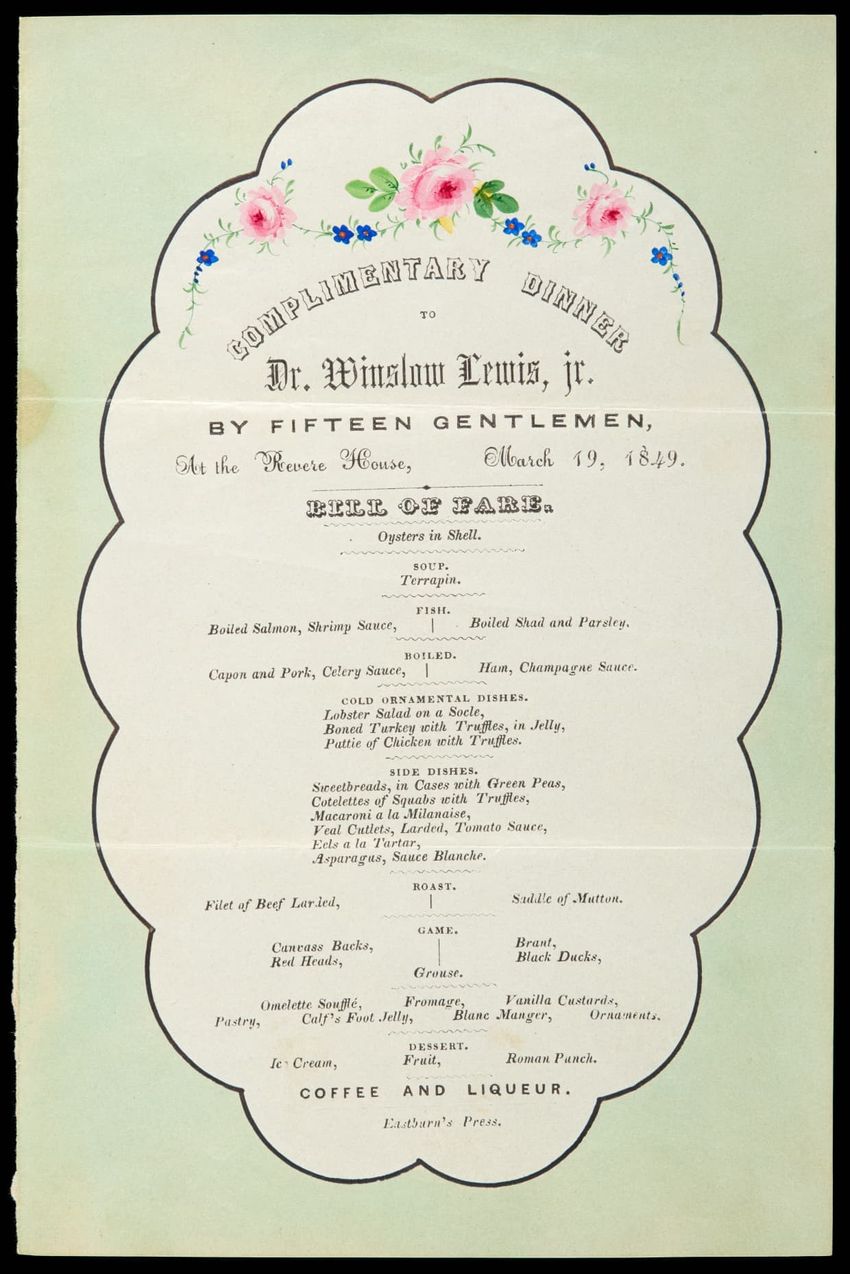 COMPLIMENTARY DINNER
TO
Dr. Winslow Lewis, jr.
BY FIFTEEN GENTLEMEN,
At the Revere House, March 19, 1849.
BILL OF FARE.
Oysters in Shell.
SOUP.
Terrapin.
FISH.
Boiled Salmon, Shrimp Sauce, | Boiled Shad and Parsley.
BOILED.
Capon and Pork, Celery Sauce, | Ham, Champagne Sauce.
COLD ORNAMENTAL DISHES.
Lobster Salad on a Socle,
Boned Turkey with Truffles, in Jelly,
Pattie of Chicken with Truffles.
SIDE DISHES.
Sweetbreads, in Cases with Green Peas,
Cotelettes of Squabs with Truffles,
Macaroni a la Milanaise,
Veal Cutlets, Larded, Tomato Sauce,
Eels a la Tartar,
Asparagus, Sauce Blanche.
ROAST.
Filet of Beef Larded, | Saddle of Mutton.
GAME.
Canvass Backs, Brant,
Red Heads, Black Ducks,
Grouse.
Omelette Soufflé, Fromage, Vanilla Custards,
Pastry, Calf's Foot Jelly, Blanc Manger, Ornaments.
DESSERT.
Ice Cream, Fruit, Roman Punch.
COFFEE AND LIQUEUR.
Eastburn's Press.